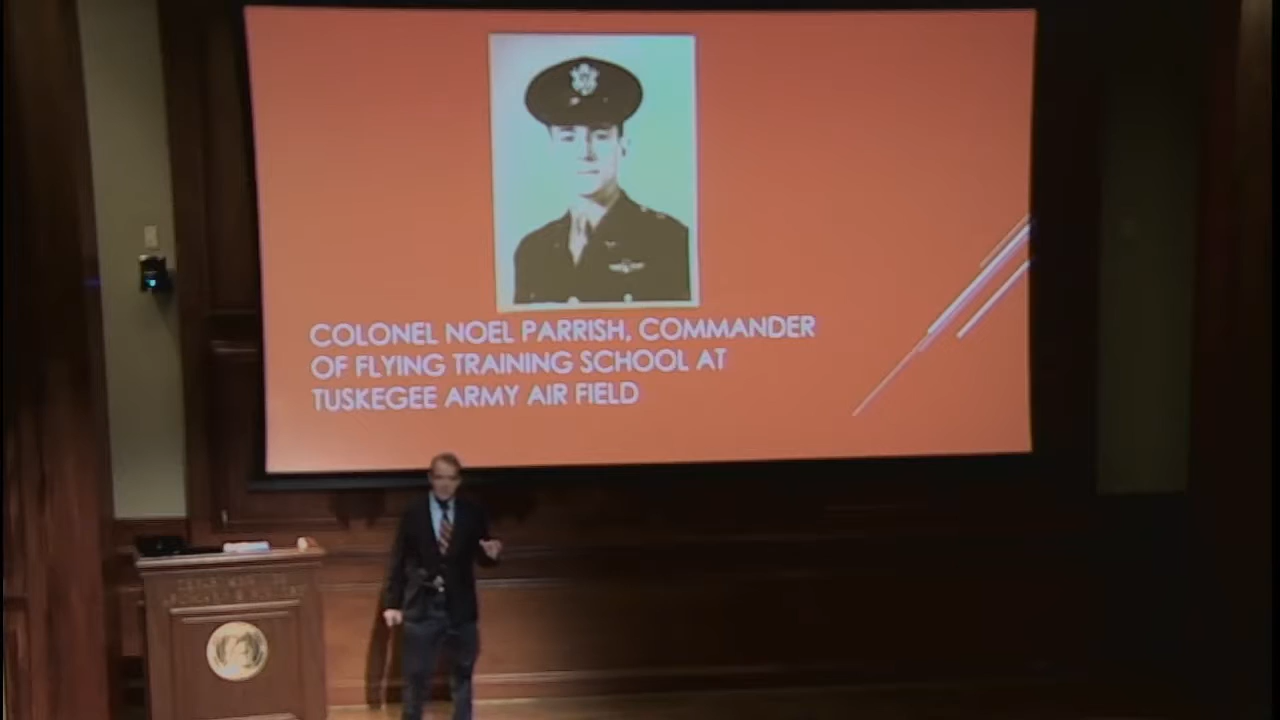 COLONEL NOEL PARRISH, COMMANDER
OF FLYING TRAINING SCHOOL AT
TUSKEGEE ARMY AIR FIELD